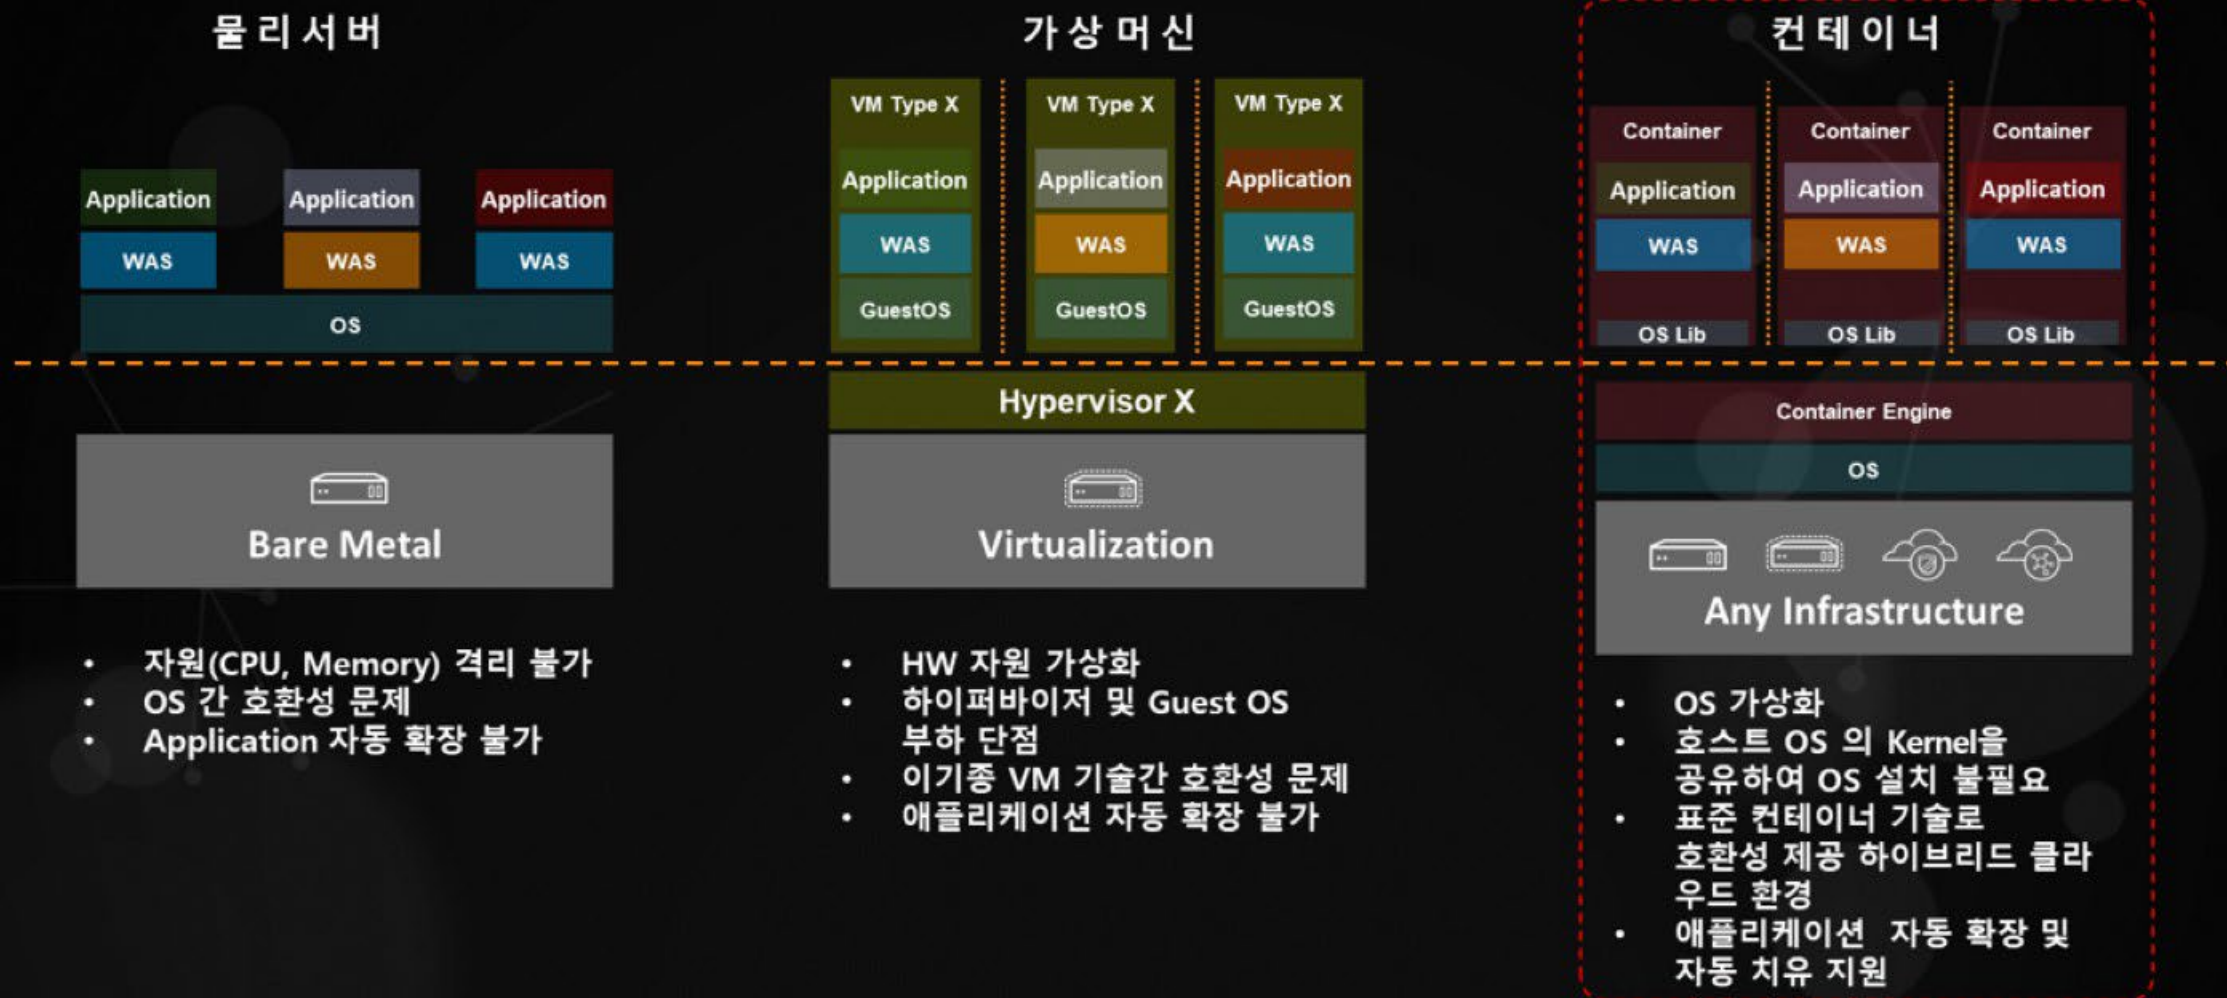 물리서버
Application
Application
Application
WAS
WAS
WAS
OS
Bare Metal
• 자원(CPU, Memory) 격리 불가
• OS 간 호환성 문제
• Application 자동 확장 불가
가상머신
VM Type X
VM Type X
VM Type X
Application
Application
Application
WAS
WAS
WAS
GuestOS
GuestOS
GuestOS
Hypervisor X
Virtualization
• HW 자원 가상화
• 하이퍼바이저 및 Guest OS
부하 단점
• 이기종 VM 기술간 호환성 문제
• 애플리케이션 자동 확장 불가
컨테이너
Container
Container
Container
Application
Application
Application
WAS
WAS
WAS
OS Lib
OS Lib
OS Lib
Container Engine
OS
Any Infrastructure
• OS 가상화
• 호스트 OS 의 Kernel을
공유하여 OS 설치 불필요
• 표준 컨테이너 기술로
호환성 제공 하이브리드 클라
우드 환경
• 애플리케이션 자동 확장 및
자동 치유 지원